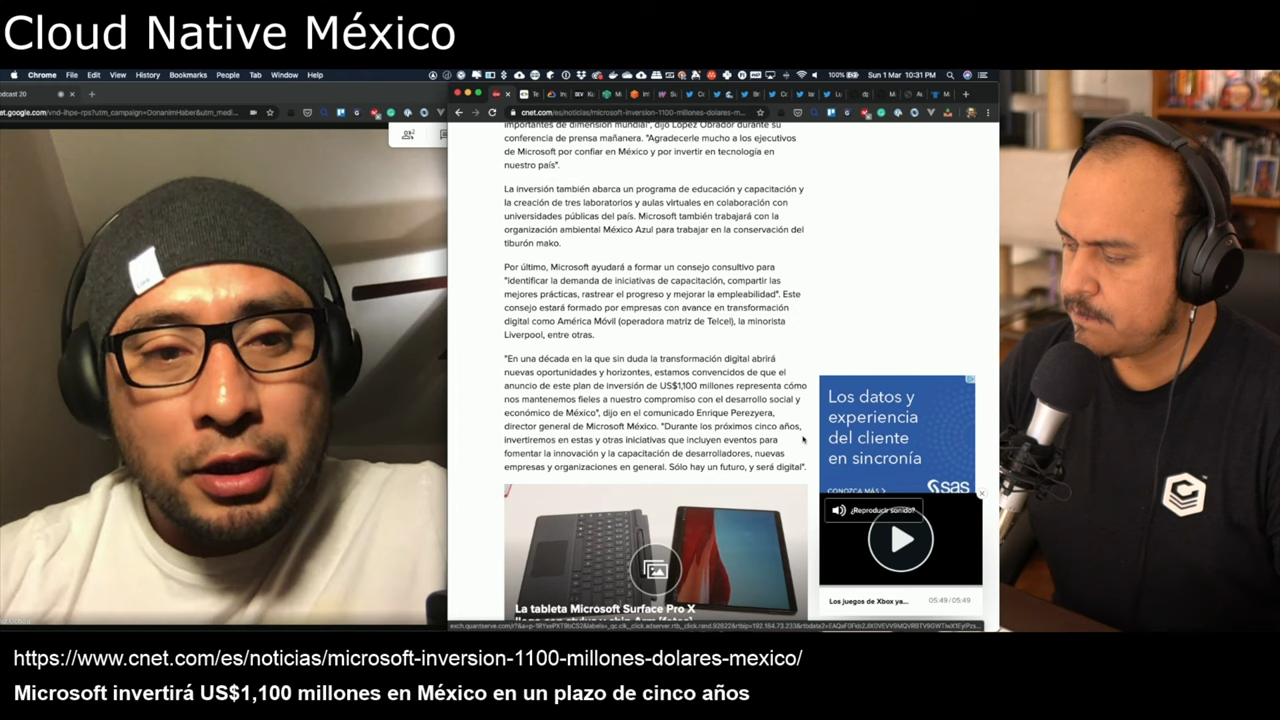 Cloud Native México
Chrome File Edit View History Bookmarks People Tab Window Help
100% Sun 1 Mar 10:31 PM
odcast 20
et.google.com/vnd-ihpe-rps?utm_campaign=DonanimHaber&utm_medi...
cnet.com/es/noticias/microsoft-inversion-1100-millones-dolares-m...
importantes de dimensión mundial", dijo López Obrador durante su
conferencia de prensa mañanera. "Agradecerle mucho a los ejecutivos
de Microsoft por confiar en México y por invertir en tecnología en
nuestro país".
La inversión también abarca un programa de educación y capacitación y
la creación de tres laboratorios y aulas virtuales en colaboración con
universidades públicas del país. Microsoft también trabajará con la
organización ambiental México Azul para trabajar en la conservación del
tiburón mako.
Por último, Microsoft ayudará a formar un consejo consultivo para
"identificar la demanda de iniciativas de capacitación, compartir las
mejores prácticas, rastrear el progreso y mejorar la empleabilidad". Este
consejo estará formado por empresas con avance en transformación
digital como América Móvil (operadora matriz de Telcel), la minorista
Liverpool, entre otras.
"En una década en la que sin duda la transformación digital abrirá
nuevas oportunidades y horizontes, estamos convencidos de que el
anuncio de este plan de inversión de US$1,100 millones representa cómo
nos mantenemos fieles a nuestro compromiso con el desarrollo social y
económico de México", dijo en el comunicado Enrique Perezyera,
director general de Microsoft México. "Durante los próximos cinco años,
invertiremos en estas y otras iniciativas que incluyen eventos para
fomentar la innovación y la capacitación de desarrolladores, nuevas
empresas y organizaciones en general. Sólo hay un futuro, y será digital".
La tableta Microsoft Surface Pro X
Los datos y
experiencia
del cliente
en sincronía
CONOZCA MÁS
sas
¿Reproducir sonido?
Los juegos de Xbox ya...
05:49 / 05:49
https://www.cnet.com/es/noticias/microsoft-inversion-1100-millones-dolares-mexico/
Microsoft invertirá US$1,100 millones en México en un plazo de cinco años